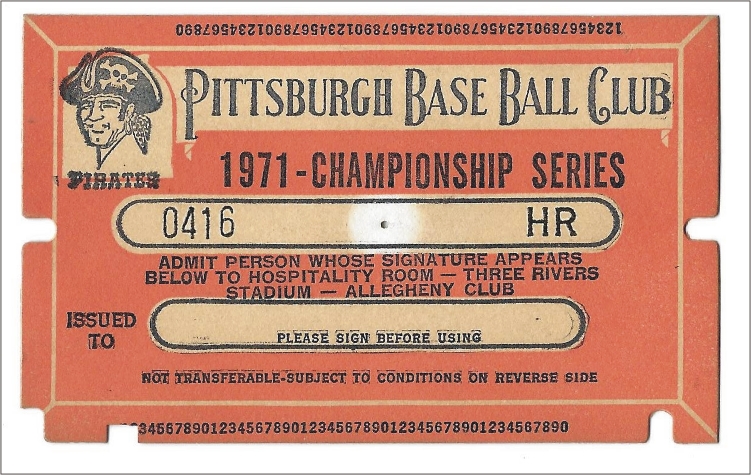 1234567890123456789012345678901234567890
PITTSBURGH BASE BALL CLUB
PIRATES
1971-CHAMPIONSHIP SERIES
0416 HR
ADMIT PERSON WHOSE SIGNATURE APPEARS
BELOW TO HOSPITALITY ROOM — THREE RIVERS
STADIUM — ALLEGHENY CLUB
ISSUED
TO
PLEASE SIGN BEFORE USING
NOT TRANSFERABLE-SUBJECT TO CONDITIONS ON REVERSE SIDE
34567890123456789012345678901234567890